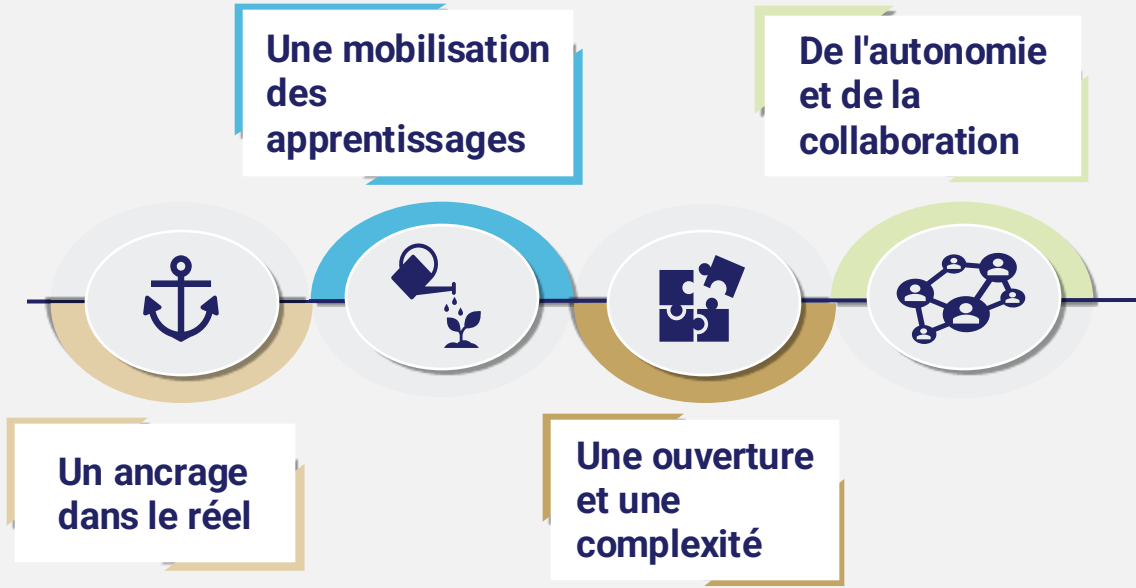 Une mobilisation
des
apprentissages
De l'autonomie
et de la
collaboration
Un ancrage
dans le réel
Une ouverture
et une
complexité